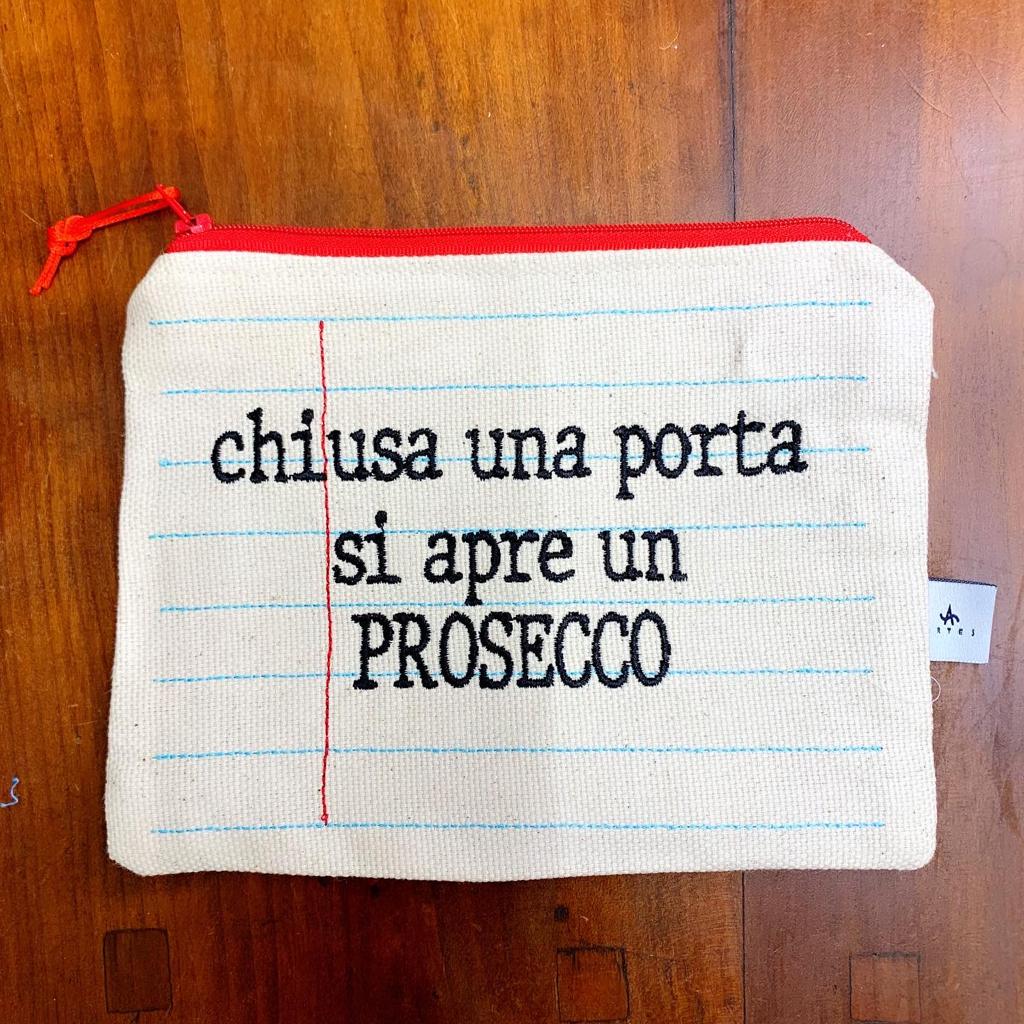 chiusa una porta
si apre un
PROSECCO